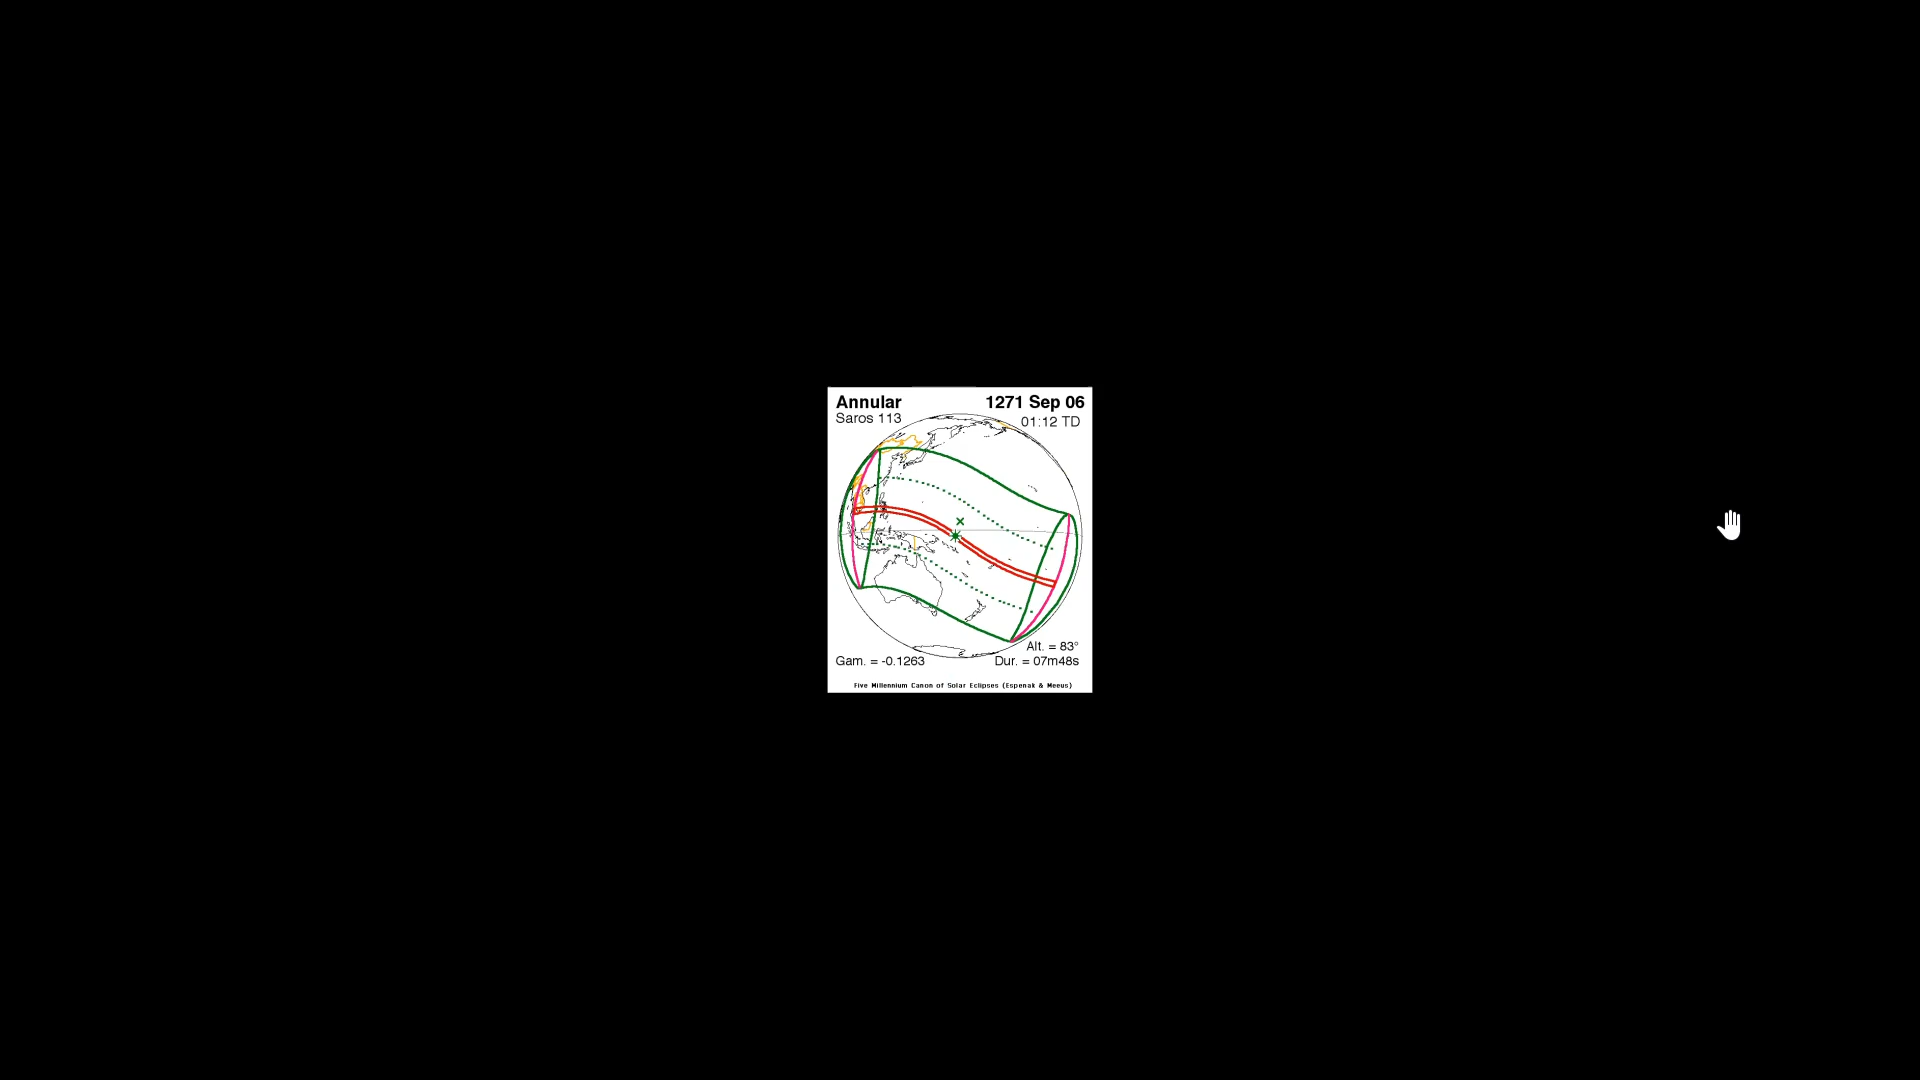 Annular 1271 Sep 06
Saros 113 01:12 TD
Alt. = 83°
Gam. = -0.1263 Dur. = 07m48s
Five Millennium Canon of Solar Eclipses (Espenak & Meeus)